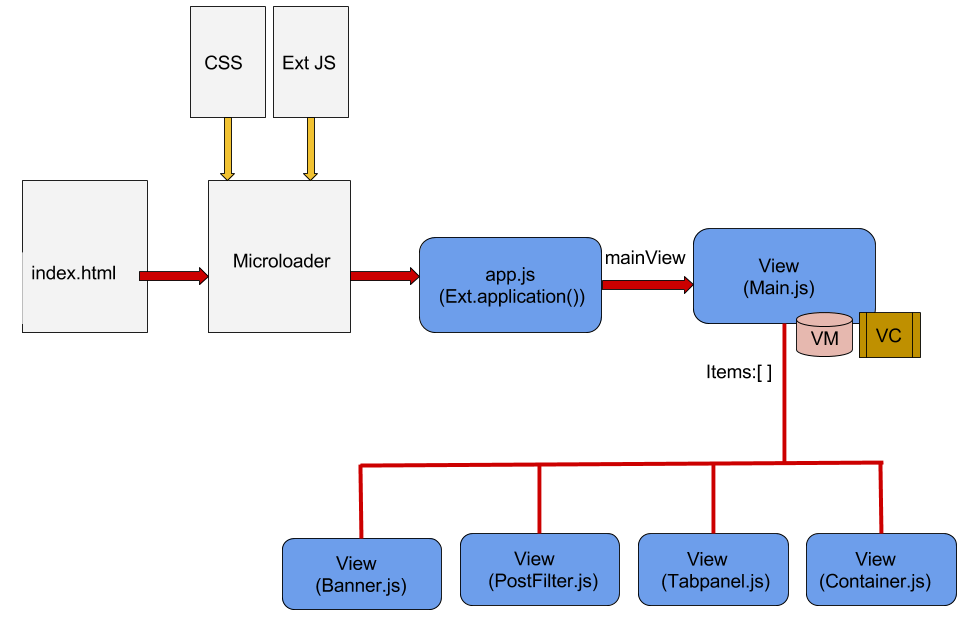 CSS
Ext JS
index.html
Microloader
app.js
(Ext.application())
mainView
View
(Main.js)
VM
VC
Items:[ ]
View
(Banner.js)
View
(PostFilter.js)
View
(Tabpanel.js)
View
(Container.js)